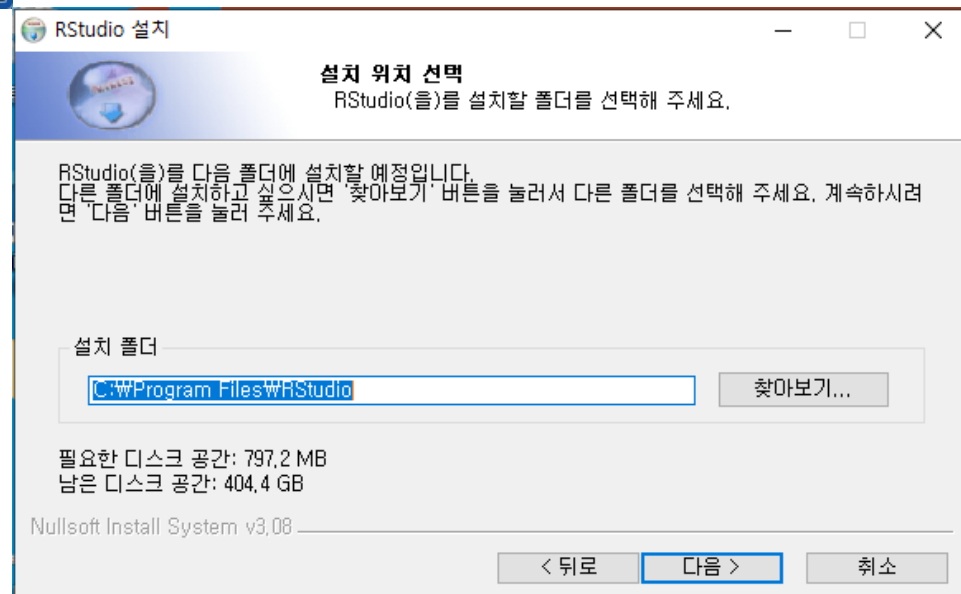 RStudio 설치
설치 위치 선택
RStudio(을)를 설치할 폴더를 선택해 주세요.
RStudio(을)를 다음 폴더에 설치할 예정입니다.
다른 폴더에 설치하고 싶으시면 '찾아보기' 버튼을 눌러서 다른 폴더를 선택해 주세요. 계속하시려
면 '다음' 버튼을 눌러 주세요.
설치 폴더
C:₩Program Files₩RStudio
찾아보기...
필요한 디스크 공간: 797.2 MB
남은 디스크 공간: 404.4 GB
Nullsoft Install System v3.08
< 뒤로
다음 >
취소